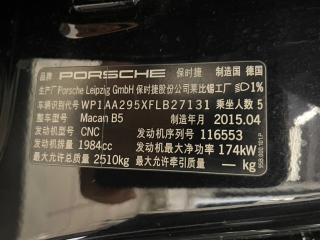 品牌 PORSCHE 保时捷 制造国 德国
生产厂 Porsche Leipzig GmbH 保时捷股份公司莱比锡工厂 1%
车辆识别代号 WP1AA295XFLB27131 乘坐人数 5
整车型号 Macan B5 制造年月 2015.04
发动机型号 CNC 发动机序列号 116553
发动机排量 1984cc 发动机最大净功率 174kW
最大允许总质量 2510kg 最大允许牵引质量 — kg